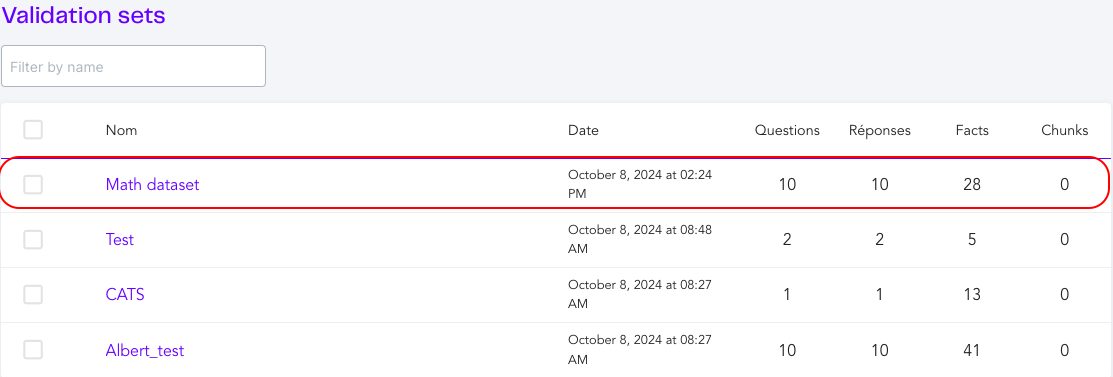 Validation sets
Filter by name
Nom Date Questions Réponses Facts Chunks
Math dataset October 8, 2024 at 02:24 PM 10 10 28 0
Test October 8, 2024 at 08:48 AM 2 2 5 0
CATS October 8, 2024 at 08:27 AM 1 1 13 0
Albert_test October 8, 2024 at 08:27 AM 10 10 41 0